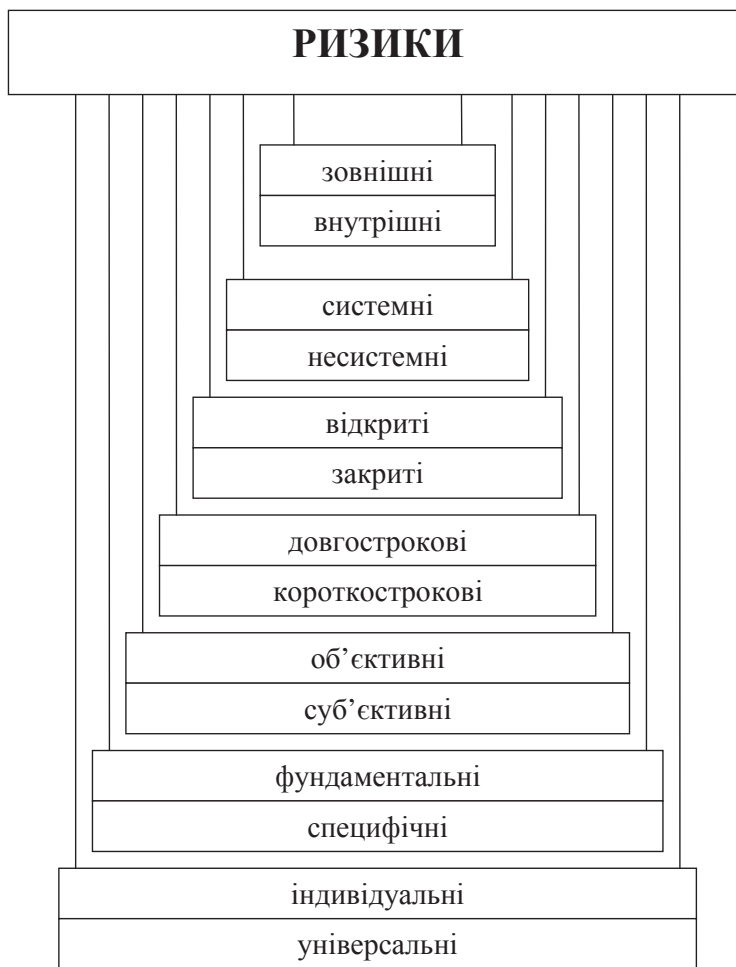 РИЗИКИ
зовнішні
внутрішні
системні
несистемні
відкриті
закриті
довгострокові
короткострокові
об’єктивні
суб’єктивні
фундаментальні
специфічні
індивідуальні
універсальні